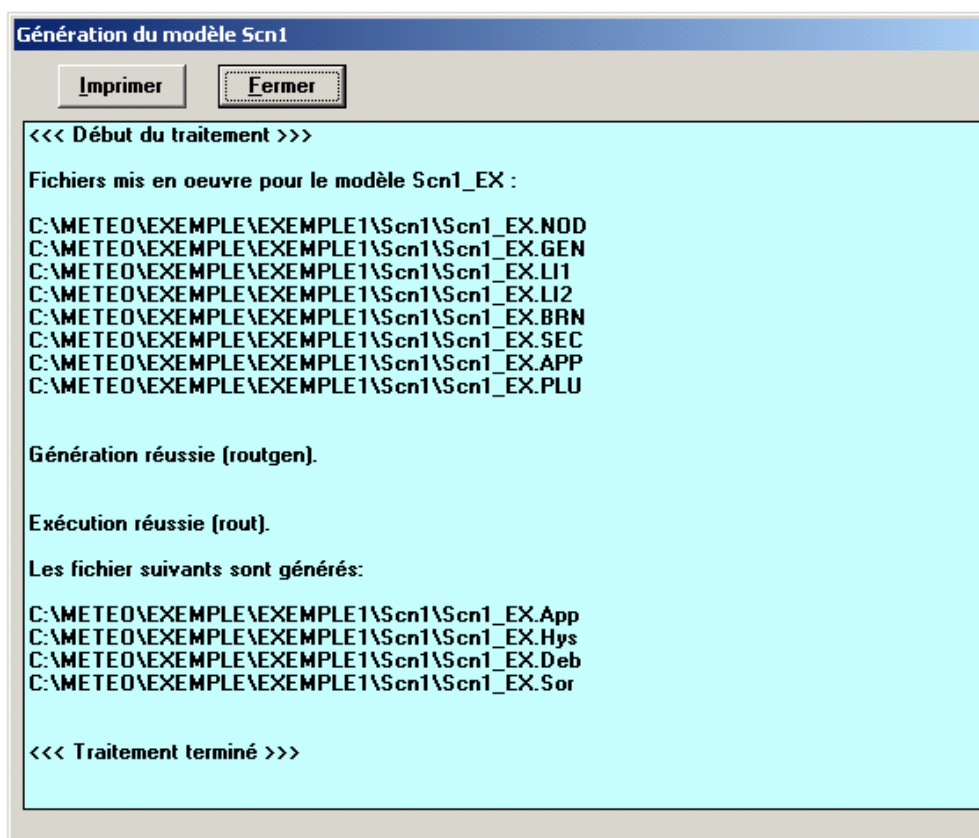 Génération du modèle Scn1
Imprimer
Fermer
<<< Début du traitement >>>
Fichiers mis en oeuvre pour le modèle Scn1_EX :
C:\METEO\EXEMPLE\EXEMPLE1\Scn1\Scn1_EX.NOD
C:\METEO\EXEMPLE\EXEMPLE1\Scn1\Scn1_EX.GEN
C:\METEO\EXEMPLE\EXEMPLE1\Scn1\Scn1_EX.LI1
C:\METEO\EXEMPLE\EXEMPLE1\Scn1\Scn1_EX.LI2
C:\METEO\EXEMPLE\EXEMPLE1\Scn1\Scn1_EX.BRN
C:\METEO\EXEMPLE\EXEMPLE1\Scn1\Scn1_EX.SEC
C:\METEO\EXEMPLE\EXEMPLE1\Scn1\Scn1_EX.APP
C:\METEO\EXEMPLE\EXEMPLE1\Scn1\Scn1_EX.PLU
Génération réussie (routgen).
Exécution réussie (rout).
Les fichier suivants sont générés:
C:\METEO\EXEMPLE\EXEMPLE1\Scn1\Scn1_EX.App
C:\METEO\EXEMPLE\EXEMPLE1\Scn1\Scn1_EX.Hys
C:\METEO\EXEMPLE\EXEMPLE1\Scn1\Scn1_EX.Deb
C:\METEO\EXEMPLE\EXEMPLE1\Scn1\Scn1_EX.Sor
<<< Traitement terminé >>>